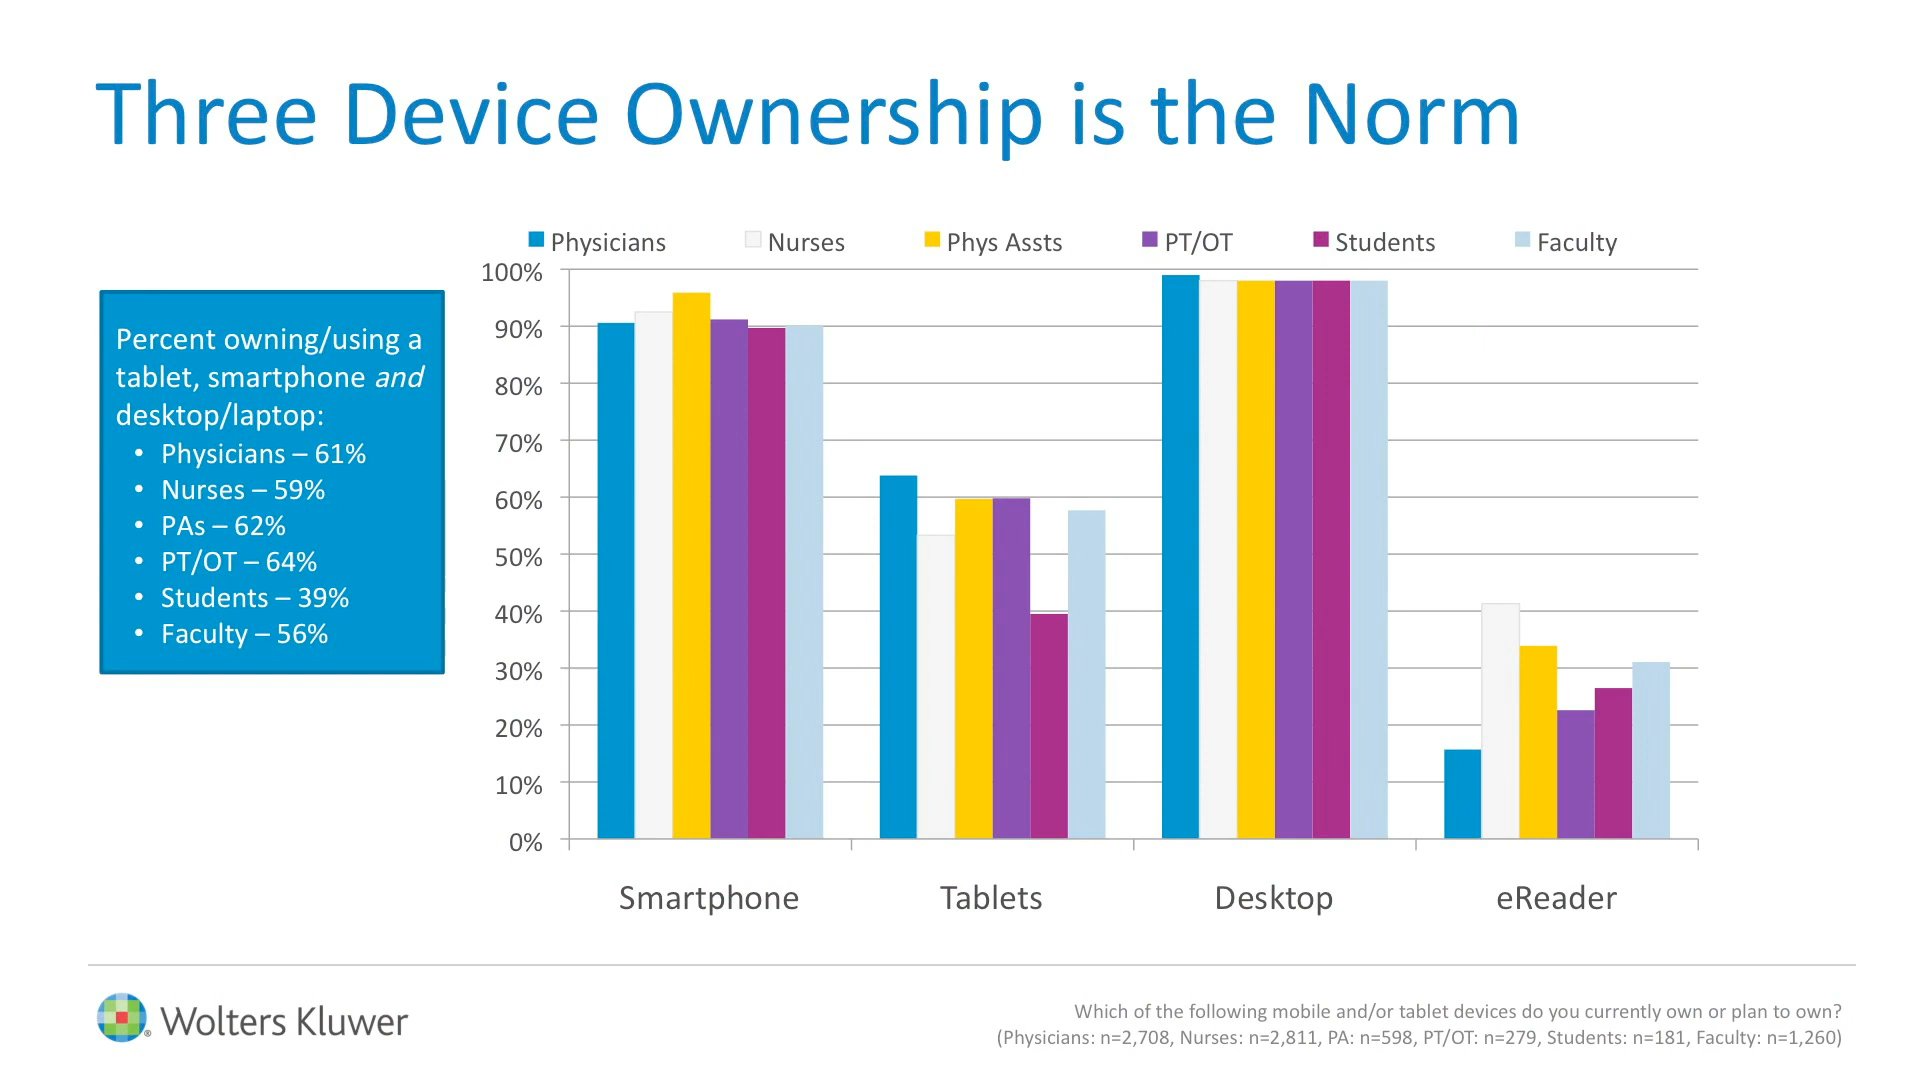 Three Device Ownership is the Norm
Physicians Nurses Phys Assts PT/OT Students Faculty
Percent owning/using a
tablet, smartphone and
desktop/laptop:
• Physicians – 61%
• Nurses – 59%
• PAs – 62%
• PT/OT – 64%
• Students – 39%
• Faculty – 56%
100%
90%
80%
70%
60%
50%
40%
30%
20%
10%
0%
Smartphone Tablets Desktop eReader
Wolters Kluwer
Which of the following mobile and/or tablet devices do you currently own or plan to own?
(Physicians: n=2,708, Nurses: n=2,811, PA: n=598, PT/OT: n=279, Students: n=181, Faculty: n=1,260)